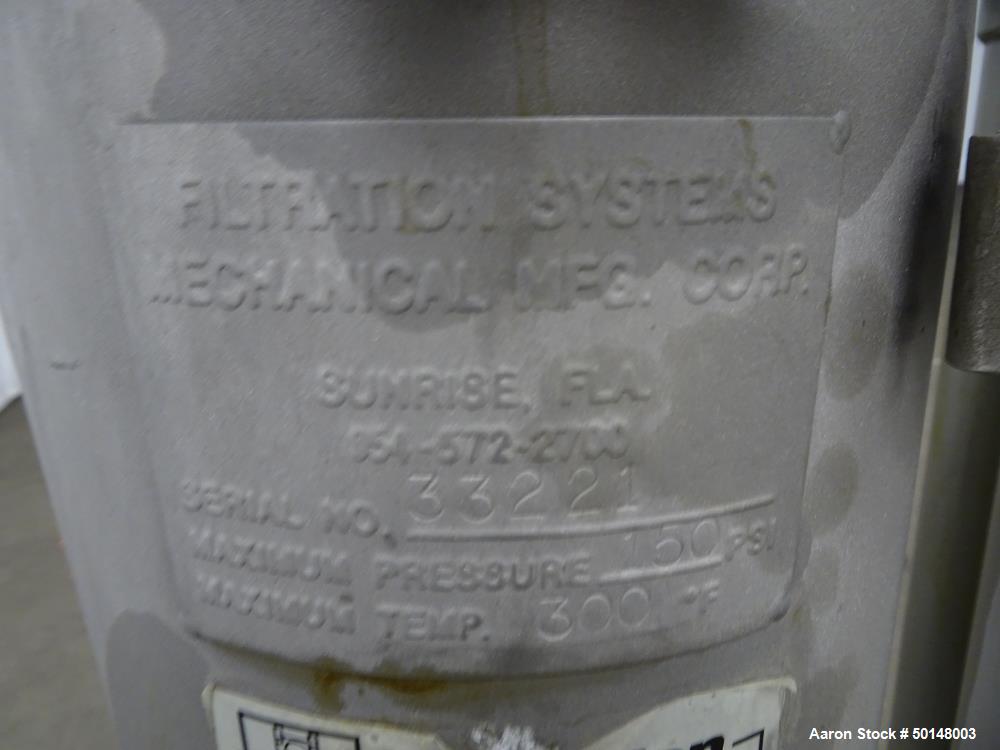 FILTRATION SYSTEMS
MECHANICAL MFG. CORP.
SUNRISE, FLA.
954-572-2700
SERIAL NO. 33221
MAXIMUM PRESSURE 150 PSI
MAXIMUM TEMP. 300 °F
Aaron Stock # 50148003